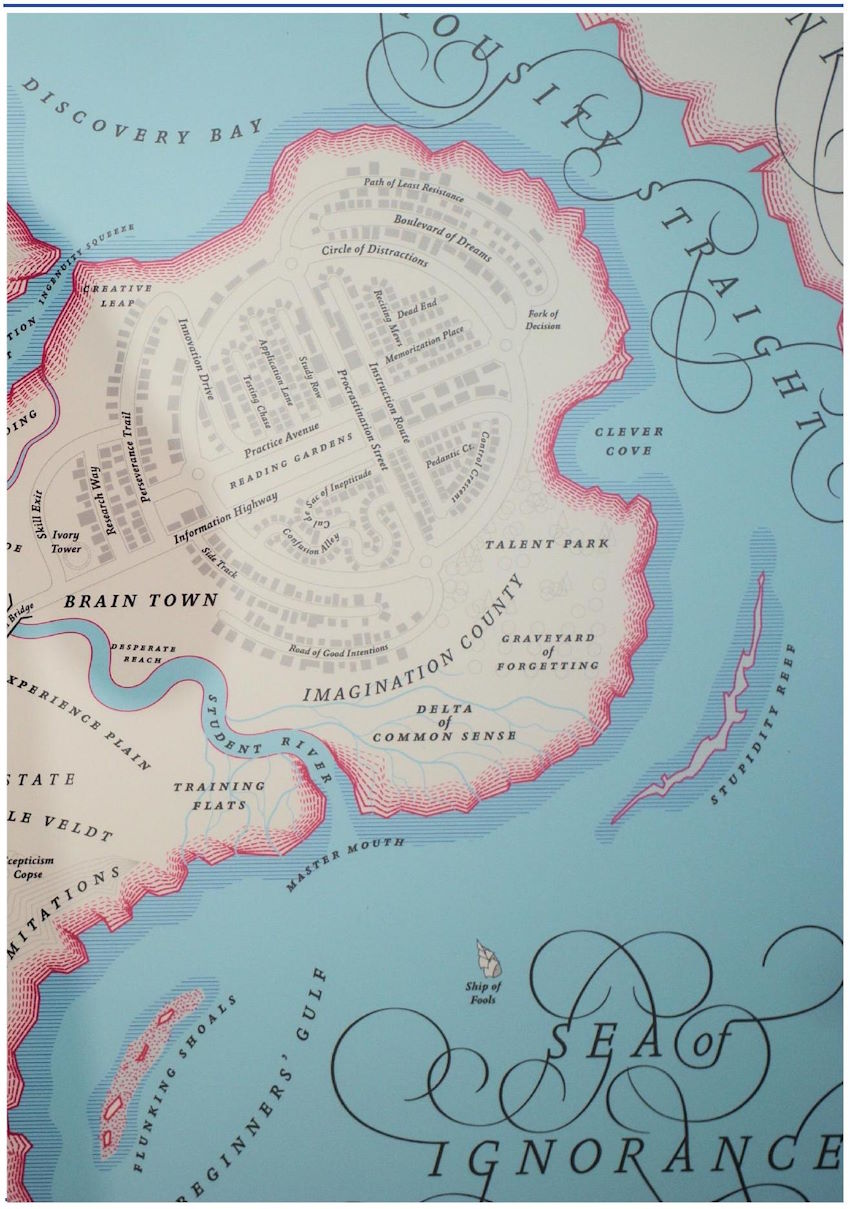 OUSITY STRAIGHT
DISCOVERY BAY
INGENUITY SQUEEZE
CREATIVE
LEAP
Path of Least Resistance
Boulevard of Dreams
Circle of Distractions
Fork of
Decision
Dead End
Reciting Mews
Memorization Place
Innovation Drive
Application Lane
Study Row
Testing Chase
Procrastination Street
Instruction Route
Practice Avenue
READING GARDENS
Information Highway
Pedantic Ct.
Control Crescent
Cul de Sac of Ineptitude
Confusion Alley
Side Track
Perseverance Trail
Research Way
Skill Exit
Ivory
Tower
CLEVER
COVE
TALENT PARK
BRAIN TOWN
Bridge
DESPERATE
REACH
Road of Good Intentions
IMAGINATION COUNTY
GRAVEYARD
of
FORGETTING
DELTA
of
COMMON SENSE
STUDENT RIVER
XPERIENCE PLAIN
STATE
TRAINING
FLATS
LE VELDT
cepticism
Copse
MITATIONS
MASTER MOUTH
STUPIDITY REEF
Ship of
Fools
FLUNKING SHOALS
BEGINNERS' GULF
SEA of
IGNORANCE